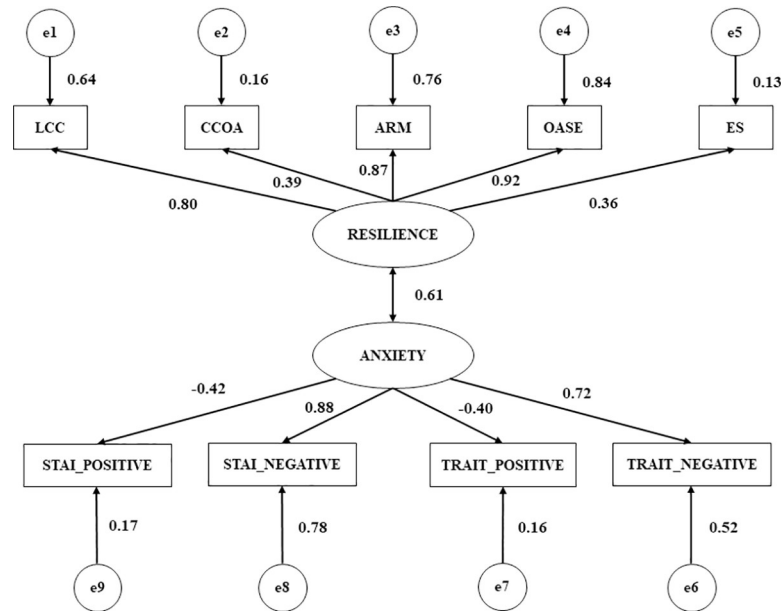 e1 e2 e3 e4 e5
0.64 0.16 0.76 0.84 0.13
LCC CCOA ARM OASE ES
0.80 0.39 0.87 0.92 0.36
RESILIENCE
0.61
ANXIETY
-0.42 0.88 -0.40 0.72
STAI_POSITIVE STAI_NEGATIVE TRAIT_POSITIVE TRAIT_NEGATIVE
0.17 0.78 0.16 0.52
e9 e8 e7 e6